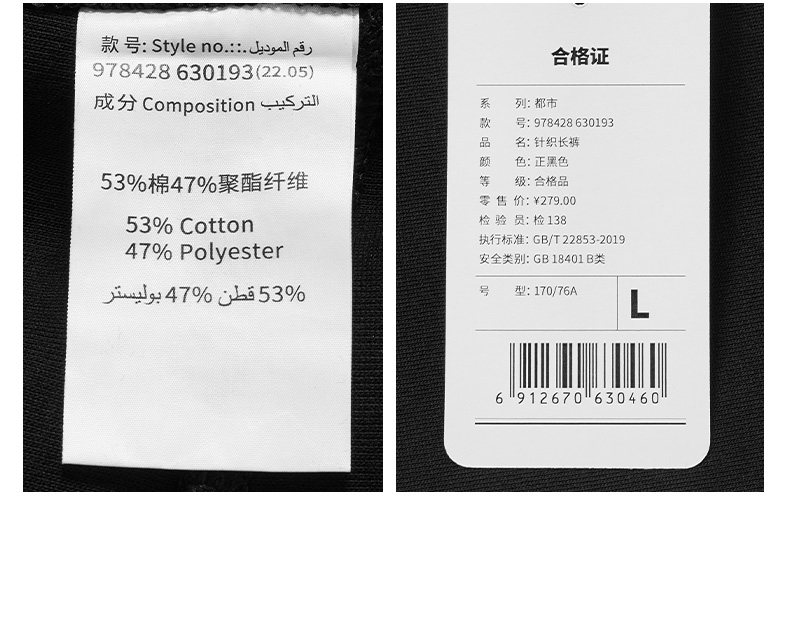 款 号: Style no.::. رقم الموديل
978428 630193(22.05)
成分 Composition التركيب
53%棉47%聚酯纤维
53% Cotton
47% Polyester
53% قطن 47% بوليستر
合格证
系 列: 都市
款 号: 978428 630193
品 名: 针织长裤
颜 色: 正黑色
等 级: 合格品
零 售 价: ¥279.00
检 验 员: 检 138
执行标准: GB/T 22853-2019
安全类别: GB 18401 B类
号 型: 170/76A
L
6 912670 630460